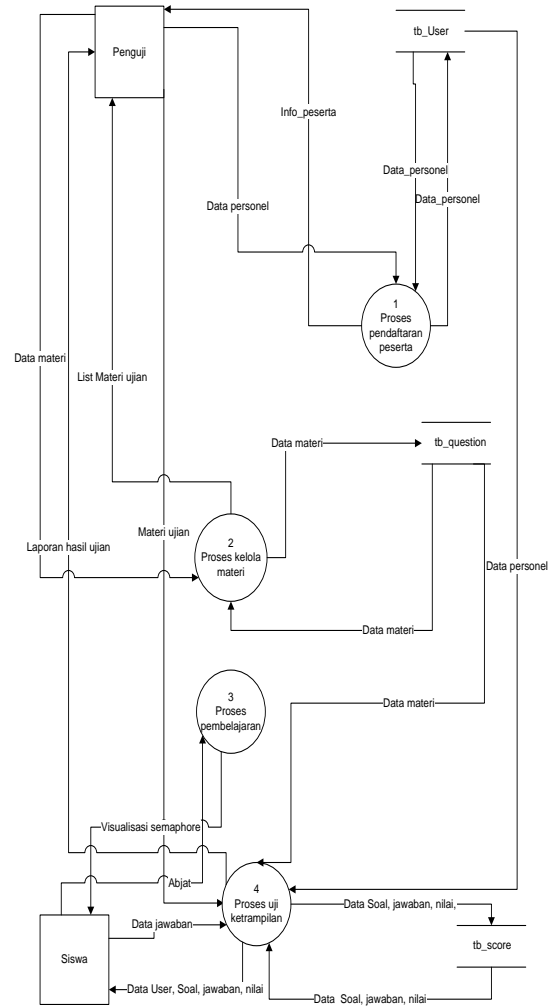 Penguji
tb_User
Info_peserta
Data_personel
Data_personel
Data personel
1
Proses
pendaftaran
peserta
Data materi
List Materi ujian
Data materi
tb_question
Laporan hasil ujian
Materi ujian
2
Proses kelola
materi
Data personel
Data materi
3
Proses
pembelajaran
Data materi
Visualisasi semaphore
Abjat
4
Proses uji
ketrampilan
Data Soal, jawaban, nilai,
Data jawaban
Siswa
tb_score
Data User, Soal, jawaban, nilai
Data  Soal, jawaban, nilai